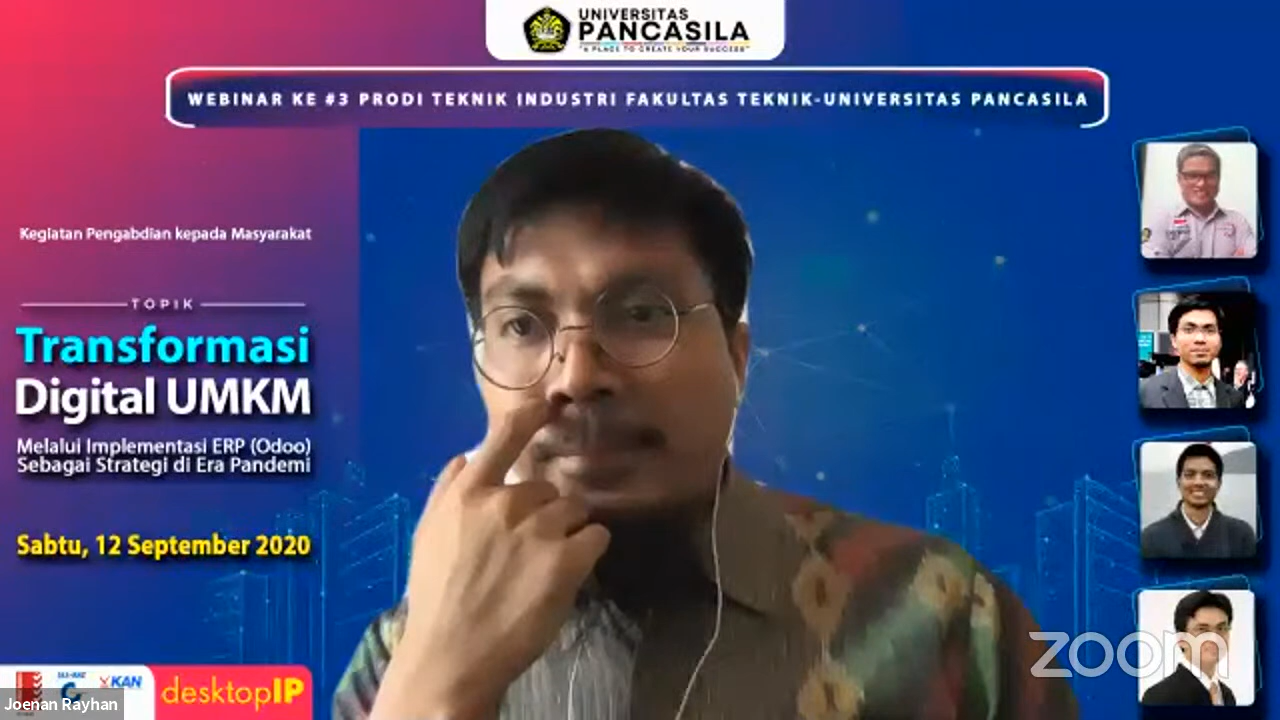 UNIVERSITAS
PANCASILA
"A PLACE TO CREATE YOUR SUCCESS"
WEBINAR KE #3 PRODI TEKNIK INDUSTRI FAKULTAS TEKNIK-UNIVERSITAS PANCASILA
Kegiatan Pengabdian kepada Masyarakat
TOPIK
Transformasi
Digital UMKM
Melalui Implementasi ERP (Odoo)
Sebagai Strategi di Era Pandemi
Sabtu, 12 September 2020
KAN
desktopIP
Joenan Rayhan
zoom